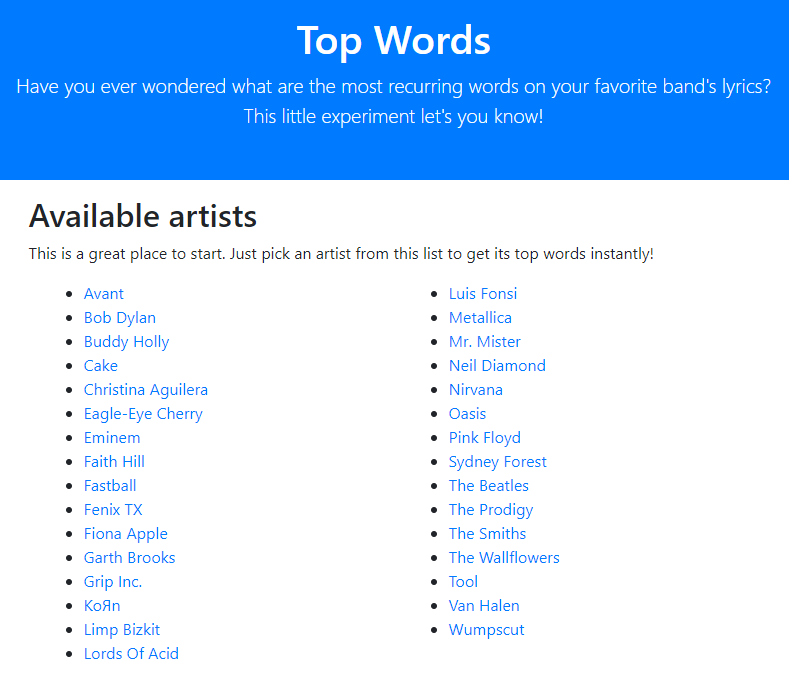 Top Words
Have you ever wondered what are the most recurring words on your favorite band's lyrics?
This little experiment let's you know!
Available artists
This is a great place to start. Just pick an artist from this list to get its top words instantly!
Avant
Bob Dylan
Buddy Holly
Cake
Christina Aguilera
Eagle-Eye Cherry
Eminem
Faith Hill
Fastball
Fenix TX
Fiona Apple
Garth Brooks
Grip Inc.
KoЯn
Limp Bizkit
Lords Of Acid
Luis Fonsi
Metallica
Mr. Mister
Neil Diamond
Nirvana
Oasis
Pink Floyd
Sydney Forest
The Beatles
The Prodigy
The Smiths
The Wallflowers
Tool
Van Halen
Wumpscut